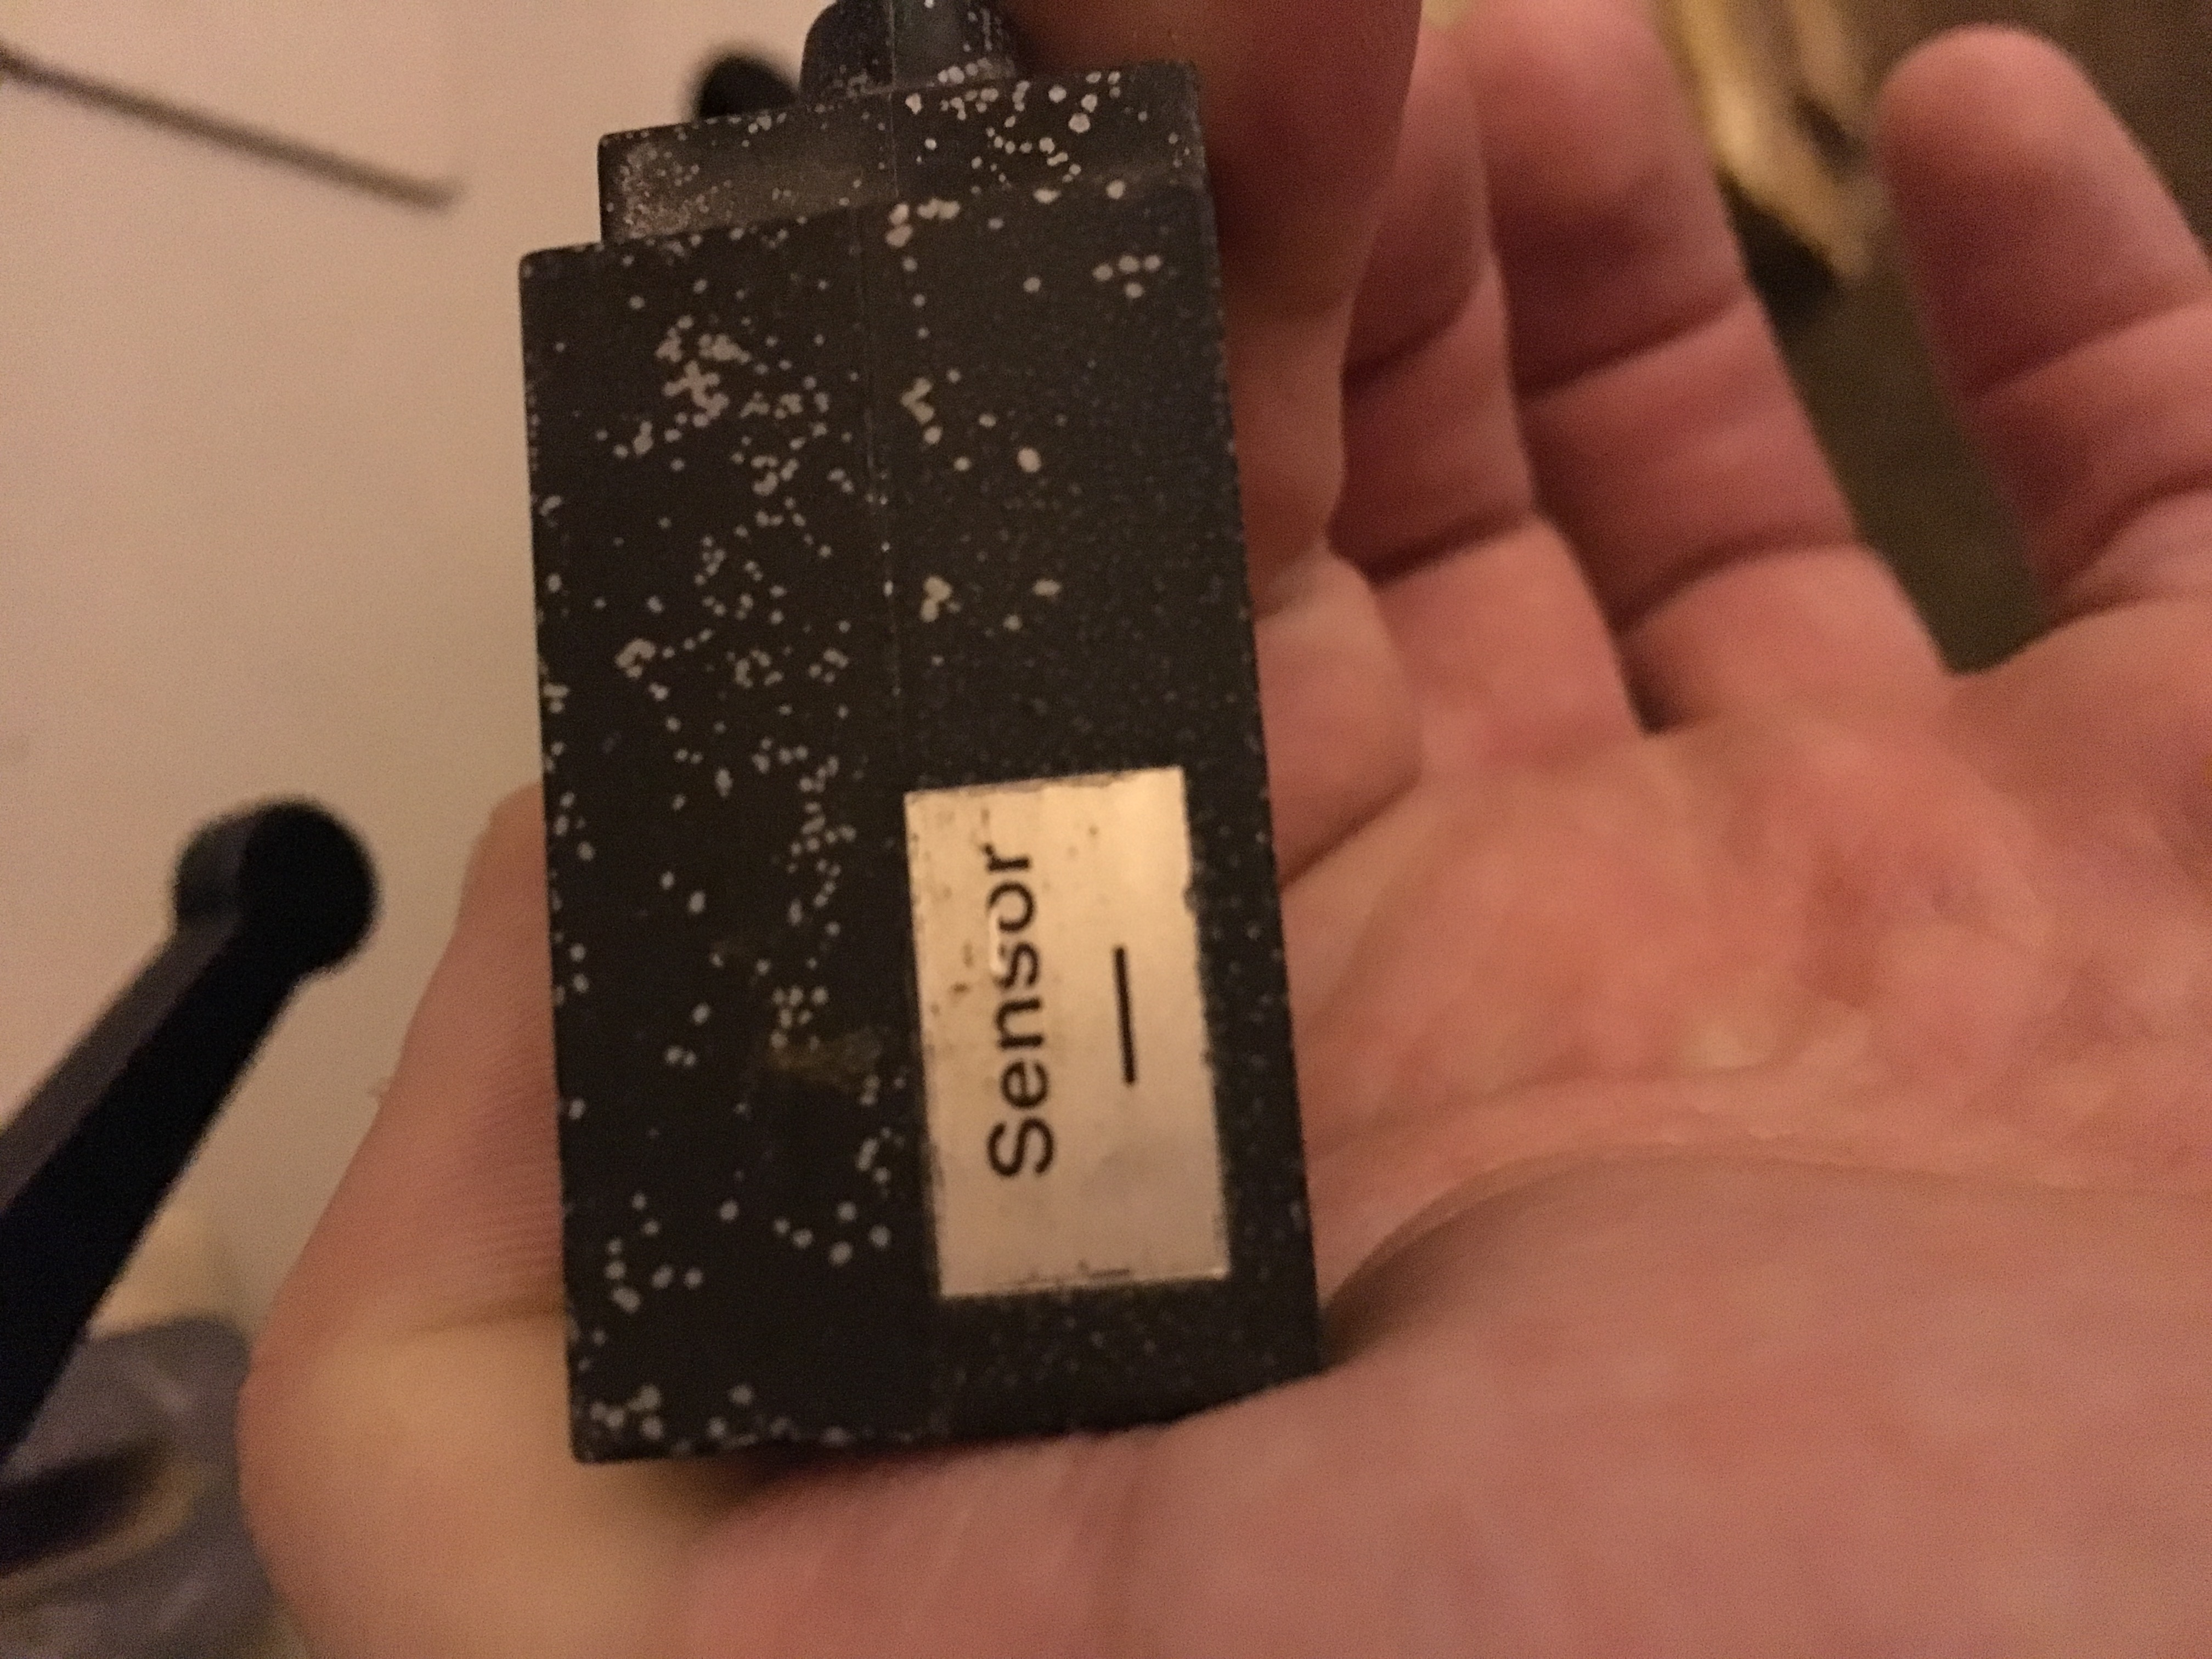 Sensor
—